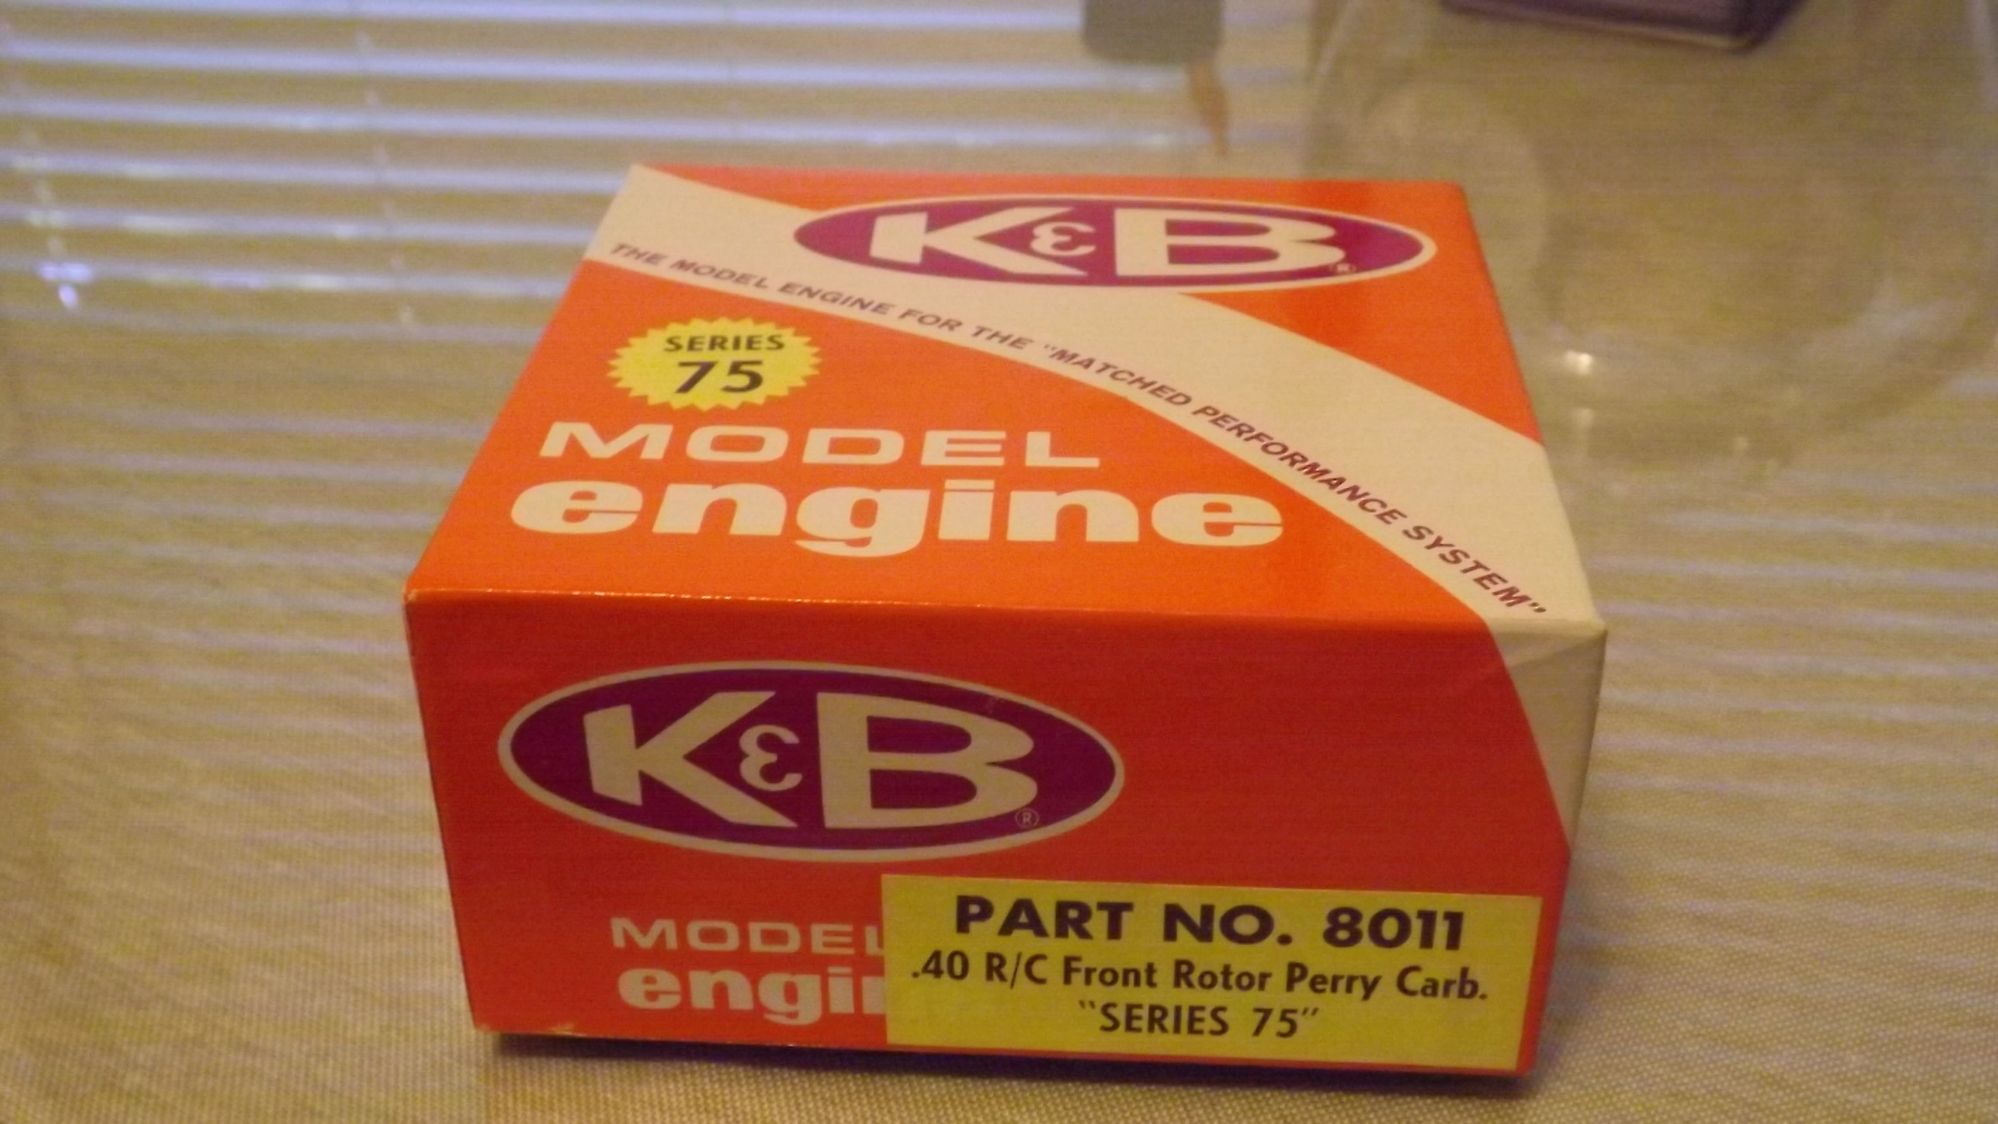 K&B®
THE MODEL ENGINE FOR THE "MATCHED PERFORMANCE SYSTEM"
SERIES
75
MODEL
engine
K&B®
MODEL
engin
PART NO. 8011
.40 R/C Front Rotor Perry Carb.
"SERIES 75"